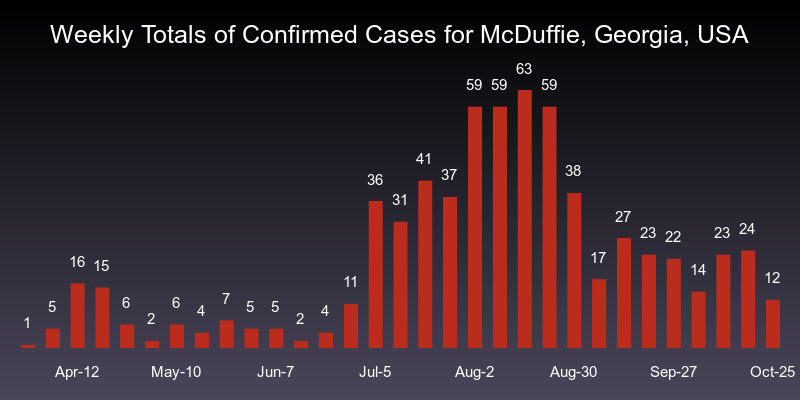 Weekly Totals of Confirmed Cases for McDuffie, Georgia, USA
1 5 16 15 6 2 6 4 7 5 5 2 4 11 36 31 41 37 59 59 63 59 38 17 27 23 22 14 23 24 12
Apr-12 May-10 Jun-7 Jul-5 Aug-2 Aug-30 Sep-27 Oct-25